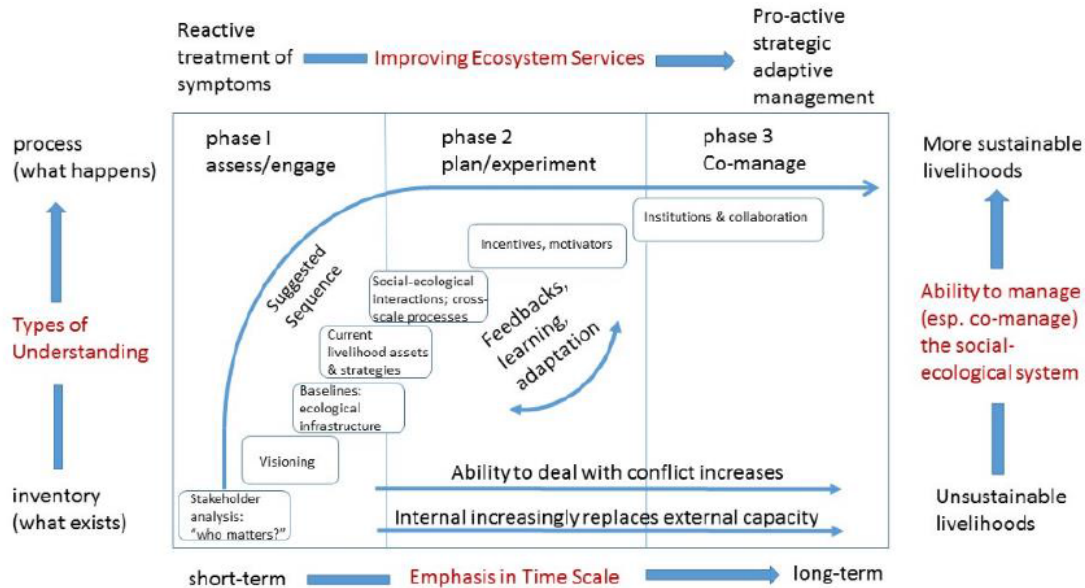 Reactive
treatment of
symptoms
Improving Ecosystem Services
Pro-active
strategic
adaptive
management
process
(what happens)
Types of
Understanding
inventory
(what exists)
phase I
assess/engage
phase 2
plan/experiment
phase 3
Co-manage
Institutions & collaboration
Incentives, motivators
Suggested
Sequence
Social-ecological
interactions; cross-
scale processes
Feedbacks,
learning,
adaptation
Current
livelihood assets
& strategies
Baselines:
ecological
infrastructure
Visioning
Stakeholder
analysis:
"who matters?"
Ability to deal with conflict increases
Internal increasingly replaces external capacity
More sustainable
livelihoods
Ability to manage
(esp. co-manage)
the social-
ecological system
Unsustainable
livelihoods
short-term
Emphasis in Time Scale
long-term